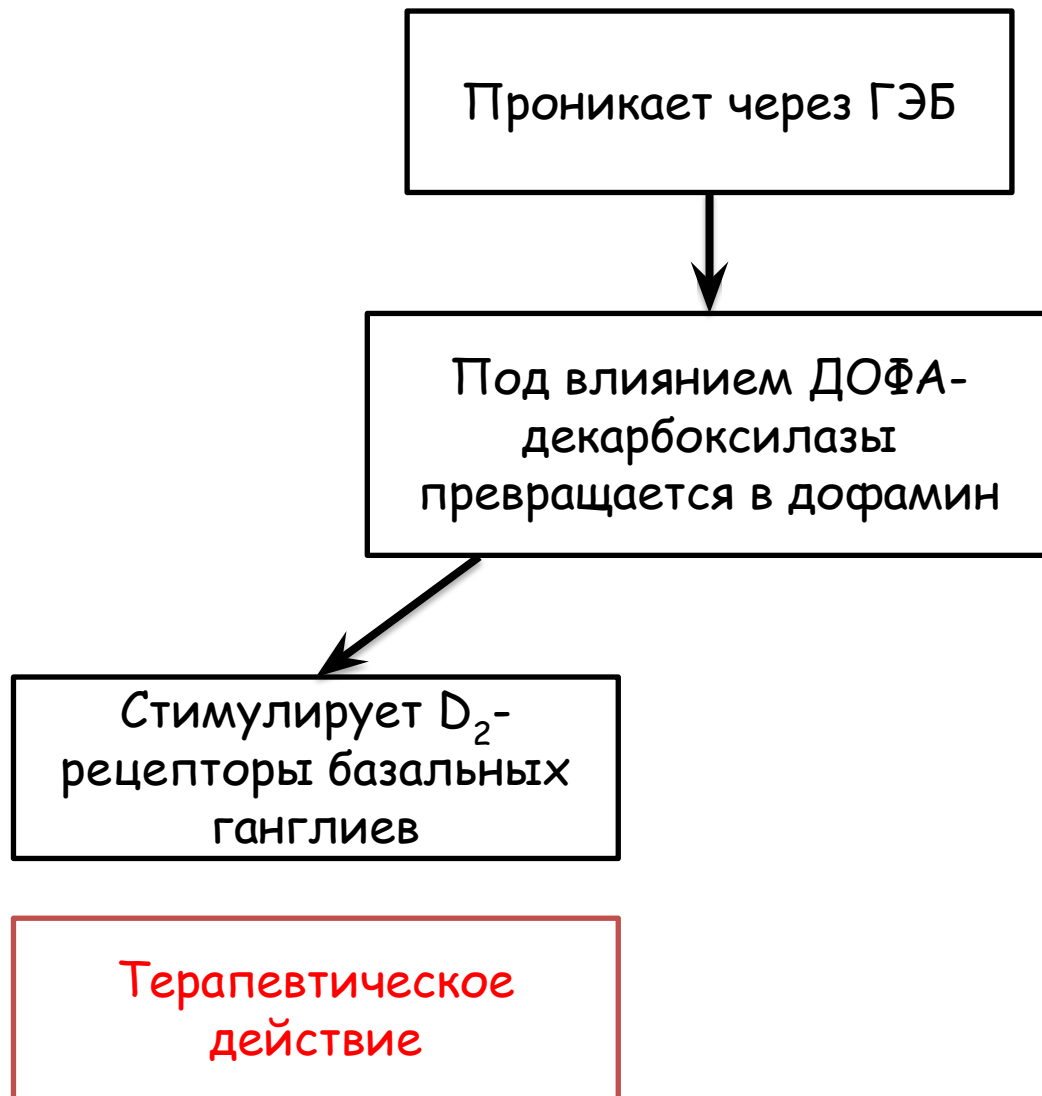 Проникает через ГЭБ
Под влиянием ДОФА-
декарбоксилазы
превращается в дофамин
Стимулирует D₂-
рецепторы базальных
ганглиев
Терапевтическое
действие